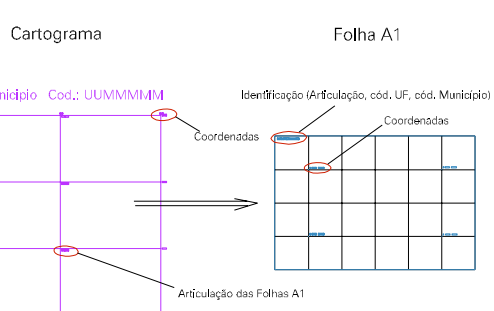 Cartograma
Folha A1
nicipio Cod.: UUMMMMM
Identificação (Articulação, cód. UF, cód. Município)
Coordenadas
Coordenadas
Articulação das Folhas A1